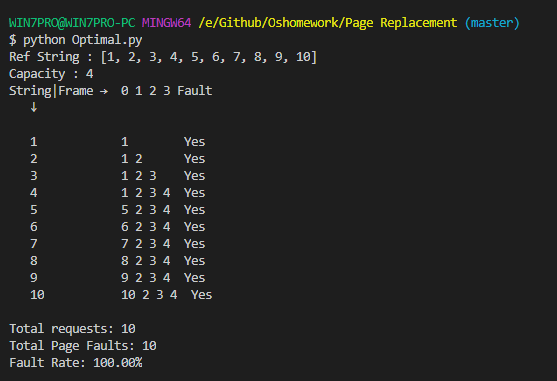 WIN7PRO@WIN7PRO-PC MINGW64 /e/Github/Oshomework/Page Replacement (master)
$ python Optimal.py
Ref String : [1, 2, 3, 4, 5, 6, 7, 8, 9, 10]
Capacity : 4
String|Frame → 0 1 2 3 Fault
↓
1 1 Yes
2 1 2 Yes
3 1 2 3 Yes
4 1 2 3 4 Yes
5 5 2 3 4 Yes
6 6 2 3 4 Yes
7 7 2 3 4 Yes
8 8 2 3 4 Yes
9 9 2 3 4 Yes
10 10 2 3 4 Yes
Total requests: 10
Total Page Faults: 10
Fault Rate: 100.00%